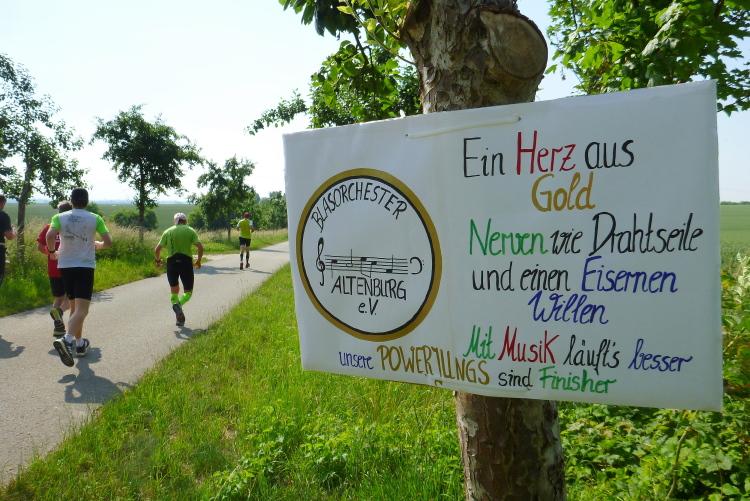 BLASORCHESTER
ALTENBURG
e.V.
Ein Herz aus
Gold
Nerven wie Drahtseile
und einen Eisernen
Willen
Mit Musik läuft's besser
unsere POWERJUNGS sind Finisher